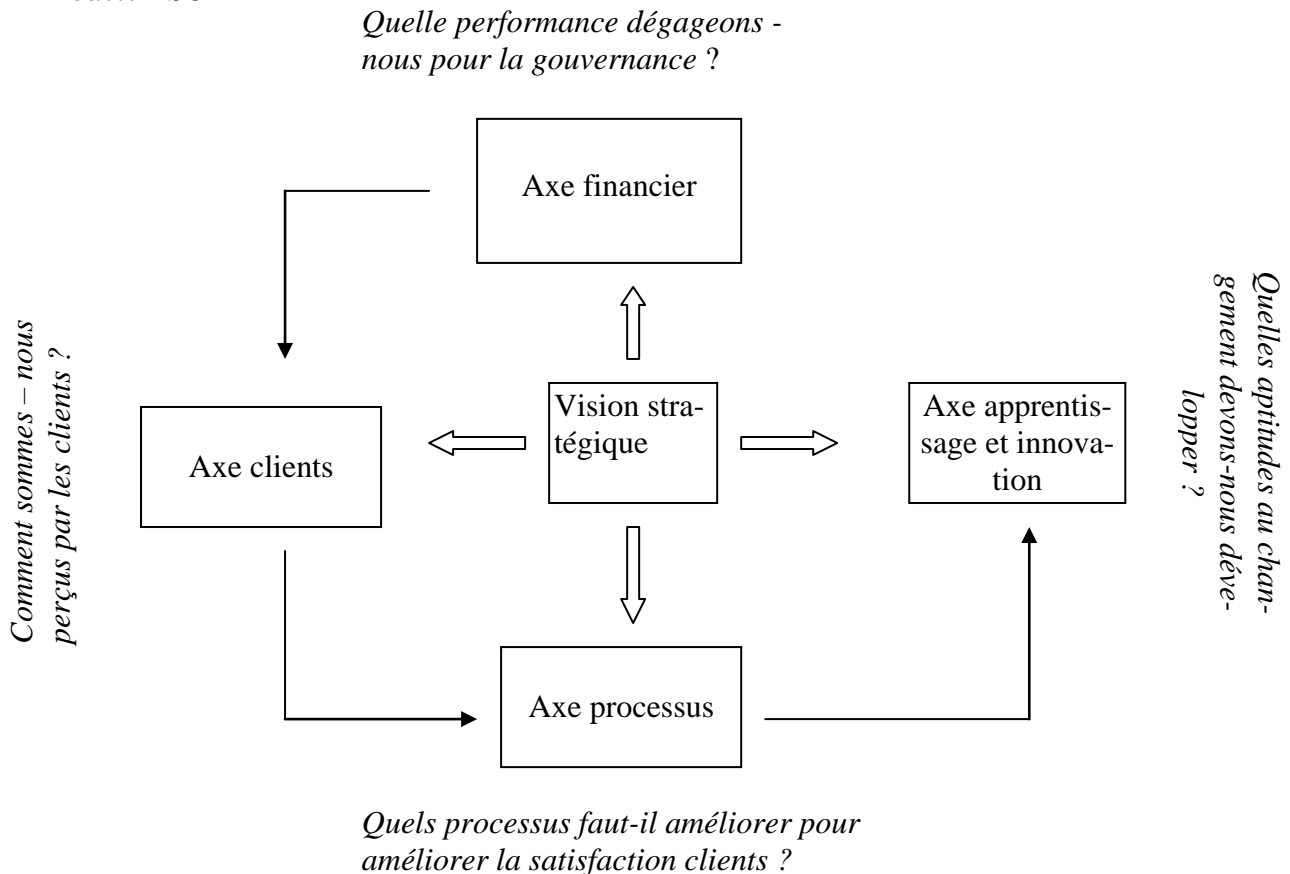 Quelle performance dégageons -
nous pour la gouvernance ?
Axe financier
Comment sommes – nous
perçus par les clients ?
Axe clients
Vision stra-
tégique
Axe apprentis-
sage et innova-
tion
Quelles aptitudes au chan-
gement devons-nous déve-
lopper ?
Axe processus
Quels processus faut-il améliorer pour
améliorer la satisfaction clients ?